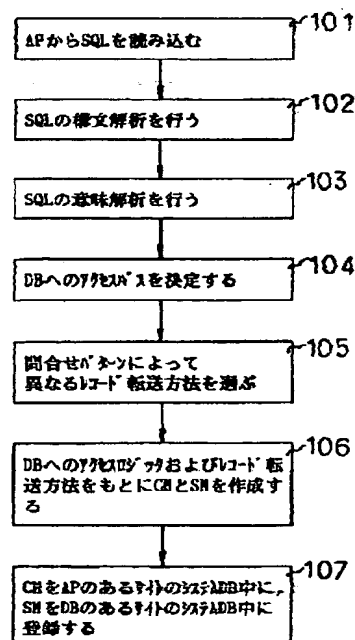 101
APからSQLを読み込む
102
SQLの構文解析を行う
103
SQLの意味解析を行う
104
DBへのｱｸｾｽﾊﾟｽを決定する
105
問合せﾊﾟﾀｰﾝによって
異なるﾚｺｰﾄﾞ転送方法を選ぶ
106
DBへのｱｸｾｽﾛｼﾞｯｸおよびﾚｺｰﾄﾞ転
送方法をもとにCMとSMを作成す
る
107
CMをAPのあるｻｲﾄのｼｽﾃﾑDB中に,
SMをDBのあるｻｲﾄのｼｽﾃﾑDB中に
登録する